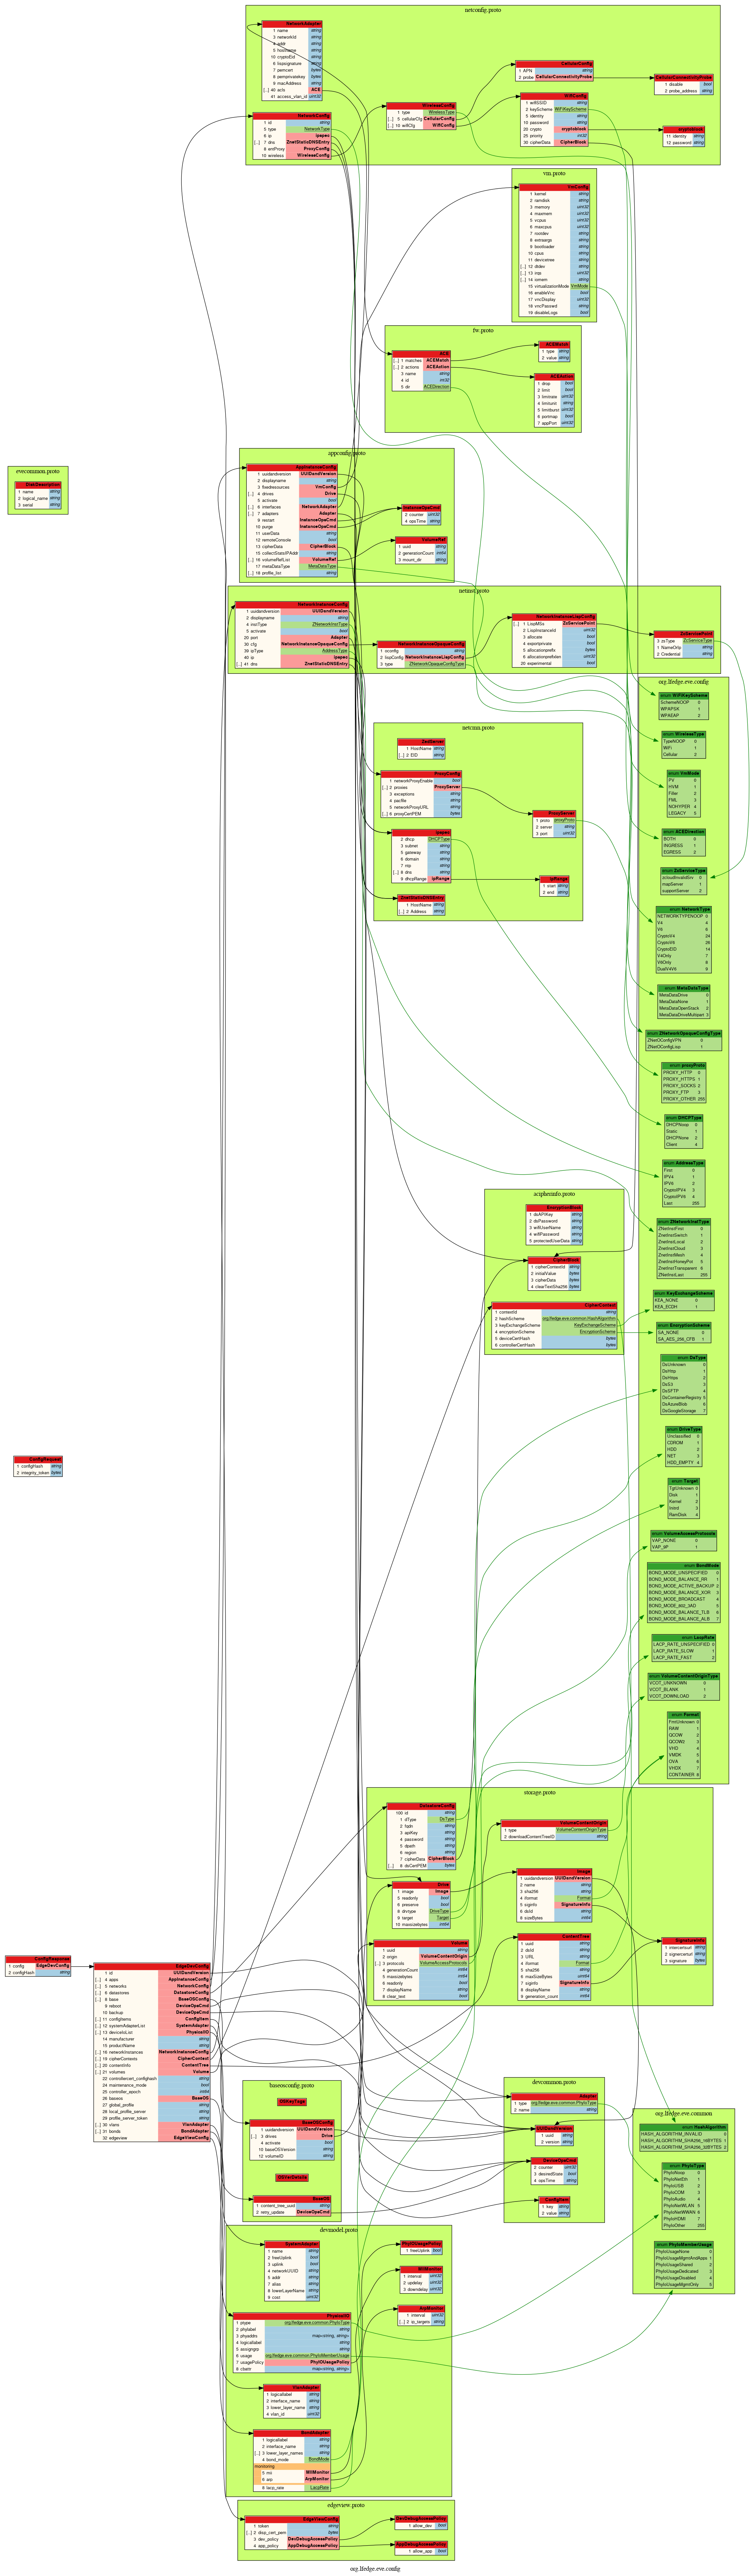 netconfig.proto
NetworkAdapter
1 name string
3 networkId string
4 addr string
5 hostname string
10 cryptoEid string
6 lispsignature string
7 pemcert bytes
8 pemprivatekey bytes
9 macAddress string
[...] 40 acls ACE
41 access_vlan_id uint32
NetworkConfig
1 id string
5 type NetworkType
6 ip ipspec
[...] 7 dns ZnetStaticDNSEntry
8 entProxy ProxyConfig
10 wireless WirelessConfig
WirelessConfig
1 type WirelessType
[...] 5 cellularCfg CellularConfig
[...] 10 wifiCfg WifiConfig
CellularConfig
1 APN string
2 probe CellularConnectivityProbe
CellularConnectivityProbe
1 disable bool
2 probe_address string
WifiConfig
1 wifiSSID string
2 keyScheme WiFiKeyScheme
5 identity string
10 password string
20 crypto cryptoblock
25 priority int32
30 cipherData CipherBlock
cryptoblock
11 identity string
12 password string
vm.proto
VmConfig
1 kernel string
2 ramdisk string
3 memory uint32
4 maxmem uint32
5 vcpus uint32
6 maxcpus uint32
7 rootdev string
8 extraargs string
9 bootloader string
10 cpus string
11 devicetree string
[...] 12 dtdev string
[...] 13 irqs uint32
[...] 14 iomem string
15 virtualizationMode VmMode
16 enableVnc bool
17 vncDisplay uint32
18 vncPasswd string
19 disableLogs bool
fw.proto
ACE
[...] 1 matches ACEMatch
[...] 2 actions ACEAction
3 name string
4 id int32
5 dir ACEDirection
ACEMatch
1 type string
2 value string
ACEAction
1 drop bool
2 limit bool
3 limitrate uint32
4 limitunit string
5 limitburst uint32
6 portmap bool
7 appPort uint32
evecommon.proto
DiskDescription
1 name string
2 logical_name string
3 serial string
appconfig.proto
AppInstanceConfig
1 uuidandversion UUIDandVersion
2 displayname string
3 fixedresources VmConfig
[...] 4 drives Drive
5 activate bool
[...] 6 interfaces NetworkAdapter
[...] 7 adapters Adapter
9 restart InstanceOpsCmd
10 purge InstanceOpsCmd
11 userData string
12 remoteConsole bool
13 cipherData CipherBlock
15 collectStatsIPAddr string
[...] 16 volumeRefList VolumeRef
17 metaDataType MetaDataType
[...] 18 profile_list string
InstanceOpsCmd
2 counter uint32
4 opsTime string
VolumeRef
1 uuid string
2 generationCount int64
3 mount_dir string
netinst.proto
NetworkInstanceConfig
1 uuidandversion UUIDandVersion
2 displayname string
4 instType ZNetworkInstType
5 activate bool
20 port Adapter
30 cfg NetworkInstanceOpaqueConfig
39 ipType AddressType
40 ip ipspec
[...] 41 dns ZnetStaticDNSEntry
NetworkInstanceOpaqueConfig
1 oconfig string
2 lispConfig NetworkInstanceLispConfig
3 type ZNetworkOpaqueConfigType
NetworkInstanceLispConfig
[...] 1 LispMSs ZcServicePoint
2 LispInstanceId uint32
3 allocate bool
4 exportprivate bool
5 allocationprefix bytes
6 allocationprefixlen uint32
20 experimental bool
ZcServicePoint
3 zsType ZcServiceType
1 NameOrIp string
2 Credential string
netcmn.proto
ZedServer
1 HostName string
[...] 2 EID string
ProxyConfig
1 networkProxyEnable bool
[...] 2 proxies ProxyServer
3 exceptions string
4 pacfile string
5 networkProxyURL string
[...] 6 proxyCertPEM bytes
ipspec
2 dhcp DHCPType
3 subnet string
5 gateway string
6 domain string
7 ntp string
[...] 8 dns string
9 dhcpRange ipRange
ZnetStaticDNSEntry
1 HostName string
[...] 2 Address string
ProxyServer
1 proto proxyProto
2 server string
3 port uint32
ipRange
1 start string
2 end string
org.lfedge.eve.config
enum WiFiKeyScheme
SchemeNOOP 0
WPAPSK 1
WPAEAP 2
enum WirelessType
TypeNOOP 0
WiFi 1
Cellular 2
enum VmMode
PV 0
HVM 1
Filler 2
FML 3
NOHYPER 4
LEGACY 5
enum ACEDirection
BOTH 0
INGRESS 1
EGRESS 2
enum ZcServiceType
zcloudInvalidSrv 0
mapServer 1
supportServer 2
enum NetworkType
NETWORKTYPENOOP 0
V4 4
V6 6
CryptoV4 24
CryptoV6 26
CryptoEID 14
V4Only 7
V6Only 8
DualV4V6 9
enum MetaDataType
MetaDataDrive 0
MetaDataNone 1
MetaDataOpenStack 2
MetaDataDriveMultipart 3
enum ZNetworkOpaqueConfigType
ZNetOConfigVPN 0
ZNetOConfigLisp 1
enum proxyProto
PROXY_HTTP 0
PROXY_HTTPS 1
PROXY_SOCKS 2
PROXY_FTP 3
PROXY_OTHER 255
enum DHCPType
DHCPNoop 0
Static 1
DHCPNone 2
Client 4
enum AddressType
First 0
IPV4 1
IPV6 2
CryptoIPV4 3
CryptoIPV6 4
Last 255
enum ZNetworkInstType
ZNetInstFirst 0
ZnetInstSwitch 1
ZnetInstLocal 2
ZnetInstCloud 3
ZnetInstMesh 4
ZnetInstHoneyPot 5
ZnetInstTransparent 6
ZNetInstLast 255
enum KeyExchangeScheme
KEA_NONE 0
KEA_ECDH 1
enum EncryptionScheme
SA_NONE 0
SA_AES_256_CFB 1
enum DsType
DsUnknown 0
DsHttp 1
DsHttps 2
DsS3 3
DsSFTP 4
DsContainerRegistry 5
DsAzureBlob 6
DsGoogleStorage 7
enum DriveType
Unclassified 0
CDROM 1
HDD 2
NET 3
HDD_EMPTY 4
enum Target
TgtUnknown 0
Disk 1
Kernel 2
Initrd 3
RamDisk 4
enum VolumeAccessProtocols
VAP_NONE 0
VAP_9P 1
enum BondMode
BOND_MODE_UNSPECIFIED 0
BOND_MODE_BALANCE_RR 1
BOND_MODE_ACTIVE_BACKUP 2
BOND_MODE_BALANCE_XOR 3
BOND_MODE_BROADCAST 4
BOND_MODE_802_3AD 5
BOND_MODE_BALANCE_TLB 6
BOND_MODE_BALANCE_ALB 7
enum LacpRate
LACP_RATE_UNSPECIFIED 0
LACP_RATE_SLOW 1
LACP_RATE_FAST 2
enum VolumeContentOriginType
VCOT_UNKNOWN 0
VCOT_BLANK 1
VCOT_DOWNLOAD 2
enum Format
FmtUnknown 0
RAW 1
QCOW 2
QCOW2 3
VHD 4
VMDK 5
OVA 6
VHDX 7
CONTAINER 8
acipherinfo.proto
EncryptionBlock
1 dsAPIKey string
2 dsPassword string
3 wifiUserName string
4 wifiPassword string
5 protectedUserData string
CipherBlock
1 cipherContextId string
2 initialValue bytes
3 cipherData bytes
4 clearTextSha256 bytes
CipherContext
1 contextId string
2 hashScheme org.lfedge.eve.common.HashAlgorithm
3 keyExchangeScheme KeyExchangeScheme
4 encryptionScheme EncryptionScheme
5 deviceCertHash bytes
6 controllerCertHash bytes
ConfigRequest
1 configHash string
2 integrity_token bytes
ConfigResponse
1 config EdgeDevConfig
2 configHash string
EdgeDevConfig
1 id UUIDandVersion
[...] 4 apps AppInstanceConfig
[...] 5 networks NetworkConfig
[...] 6 datastores DatastoreConfig
[...] 8 base BaseOSConfig
9 reboot DeviceOpsCmd
10 backup DeviceOpsCmd
[...] 11 configItems ConfigItem
[...] 12 systemAdapterList SystemAdapter
[...] 13 deviceIoList PhysicalIO
14 manufacturer string
15 productName string
[...] 16 networkInstances NetworkInstanceConfig
[...] 19 cipherContexts CipherContext
[...] 20 contentInfo ContentTree
[...] 21 volumes Volume
22 controllercert_confighash string
24 maintenance_mode bool
25 controller_epoch int64
26 baseos BaseOS
27 global_profile string
28 local_profile_server string
29 profile_server_token string
[...] 30 vlans VlanAdapter
[...] 31 bonds BondAdapter
32 edgeview EdgeViewConfig
storage.proto
DatastoreConfig
100 id string
1 dType DsType
2 fqdn string
3 apiKey string
4 password string
5 dpath string
6 region string
7 cipherData CipherBlock
[...] 8 dsCertPEM bytes
Drive
1 image Image
5 readonly bool
6 preserve bool
8 drvtype DriveType
9 target Target
10 maxsizebytes int64
Volume
1 uuid string
2 origin VolumeContentOrigin
[...] 3 protocols VolumeAccessProtocols
4 generationCount int64
5 maxsizebytes int64
6 readonly bool
7 displayName string
8 clear_text bool
VolumeContentOrigin
1 type VolumeContentOriginType
2 downloadContentTreeID string
Image
1 uuidandversion UUIDandVersion
2 name string
3 sha256 string
4 iformat Format
5 siginfo SignatureInfo
6 dsId string
8 sizeBytes int64
ContentTree
1 uuid string
2 dsId string
3 URL string
4 iformat Format
5 sha256 string
6 maxSizeBytes uint64
7 siginfo SignatureInfo
8 displayName string
9 generation_count int64
SignatureInfo
1 intercertsurl string
2 signercerturl string
3 signature bytes
baseosconfig.proto
OSKeyTags
BaseOSConfig
1 uuidandversion UUIDandVersion
[...] 3 drives Drive
4 activate bool
10 baseOSVersion string
12 volumeID string
OSVerDetails
BaseOS
1 content_tree_uuid string
2 retry_update DeviceOpsCmd
devcommon.proto
Adapter
1 type org.lfedge.eve.common.PhyIoType
2 name string
UUIDandVersion
1 uuid string
2 version string
DeviceOpsCmd
2 counter uint32
3 desiredState bool
4 opsTime string
ConfigItem
1 key string
2 value string
org.lfedge.eve.common
enum HashAlgorithm
HASH_ALGORITHM_INVALID 0
HASH_ALGORITHM_SHA256_16BYTES 1
HASH_ALGORITHM_SHA256_32BYTES 2
enum PhyIoType
PhyIoNoop 0
PhyIoNetEth 1
PhyIoUSB 2
PhyIoCOM 3
PhyIoAudio 4
PhyIoNetWLAN 5
PhyIoNetWWAN 6
PhyIoHDMI 7
PhyIoOther 255
enum PhyIoMemberUsage
PhyIoUsageNone 0
PhyIoUsageMgmtAndApps 1
PhyIoUsageShared 2
PhyIoUsageDedicated 3
PhyIoUsageDisabled 4
PhyIoUsageMgmtOnly 5
devmodel.proto
SystemAdapter
1 name string
2 freeUplink bool
3 uplink bool
4 networkUUID string
5 addr string
7 alias string
8 lowerLayerName string
9 cost uint32
PhysicalIO
1 ptype org.lfedge.eve.common.PhyIoType
2 phylabel string
3 phyaddrs map<string, string>
4 logicallabel string
5 assigngrp string
6 usage org.lfedge.eve.common.PhyIoMemberUsage
7 usagePolicy PhyIOUsagePolicy
8 cbattr map<string, string>
VlanAdapter
1 logicallabel string
2 interface_name string
3 lower_layer_name string
4 vlan_id uint32
BondAdapter
1 logicallabel string
2 interface_name string
[...] 3 lower_layer_names string
4 bond_mode BondMode
monitoring
5 mii MIIMonitor
6 arp ArpMonitor
8 lacp_rate LacpRate
PhyIOUsagePolicy
1 freeUplink bool
MIIMonitor
1 interval uint32
2 updelay uint32
3 downdelay uint32
ArpMonitor
1 interval uint32
[...] 2 ip_targets string
edgeview.proto
EdgeViewConfig
1 token string
[...] 2 disp_cert_pem bytes
3 dev_policy DevDebugAccessPolicy
4 app_policy AppDebugAccessPolicy
DevDebugAccessPolicy
1 allow_dev bool
AppDebugAccessPolicy
1 allow_app bool
org.lfedge.eve.config